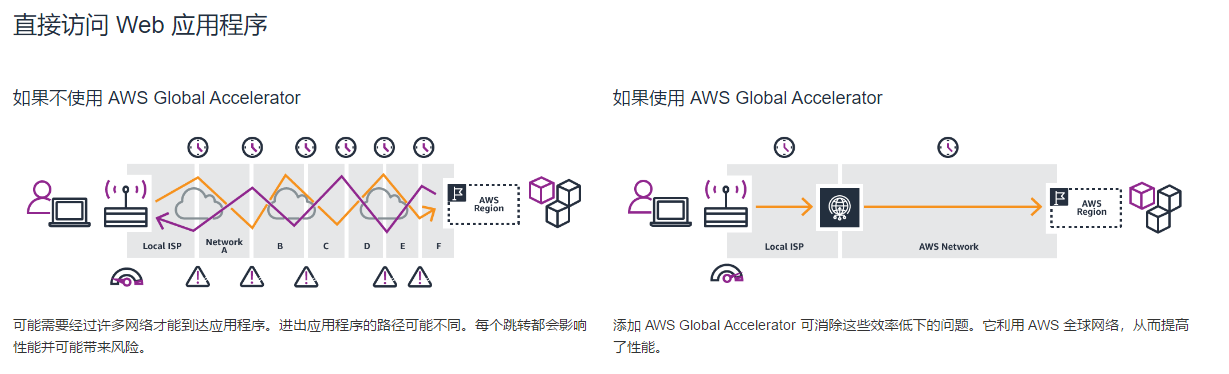 直接访问 Web 应用程序
如果不使用 AWS Global Accelerator
Local ISP
Network
A
B
C
D
E
F
AWS
Region
可能需要经过许多网络才能到达应用程序。进出应用程序的路径可能不同。每个跳转都会影响
性能并可能带来风险。
如果使用 AWS Global Accelerator
Local ISP
AWS Network
AWS
Region
添加 AWS Global Accelerator 可消除这些效率低下的问题。它利用 AWS 全球网络，从而提高
了性能。